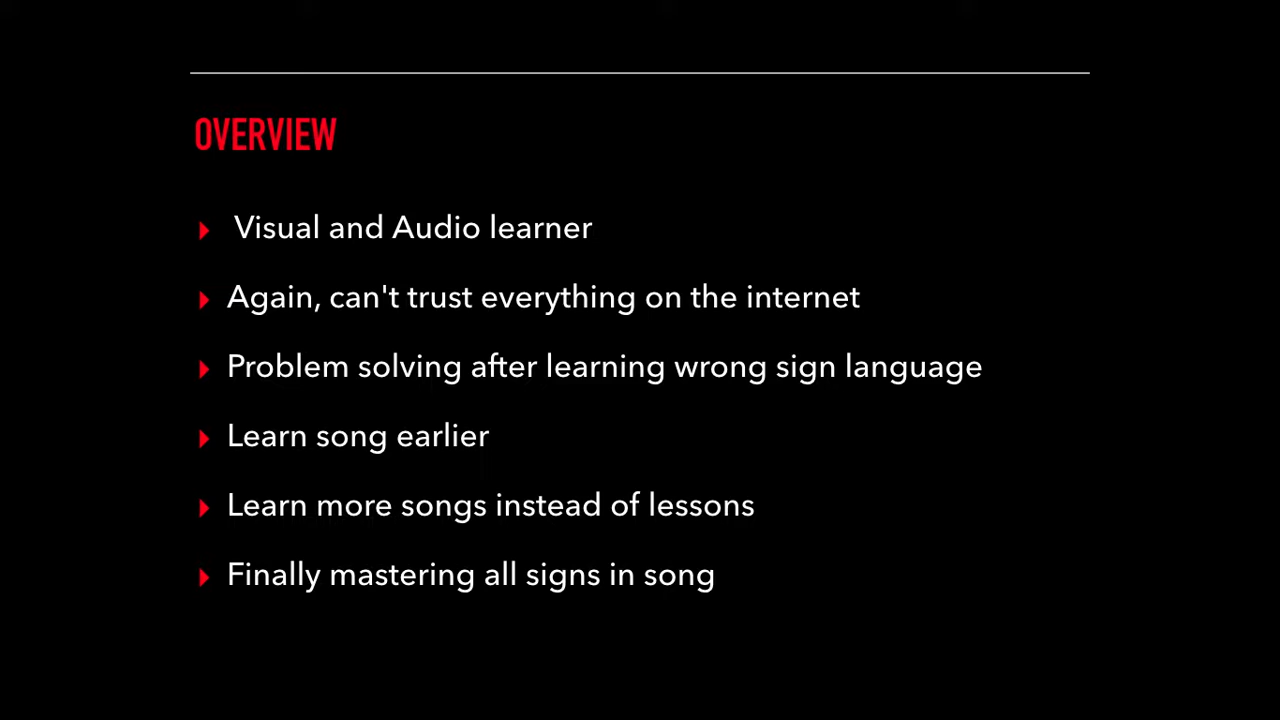 OVERVIEW
Visual and Audio learner
Again, can't trust everything on the internet
Problem solving after learning wrong sign language
Learn song earlier
Learn more songs instead of lessons
Finally mastering all signs in song